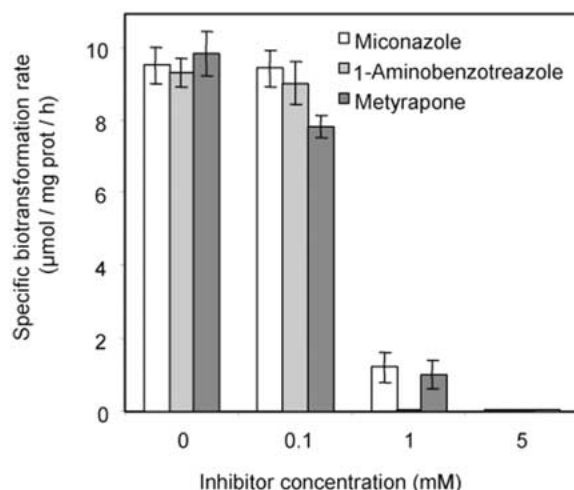 Specific biotransformation rate
(µmol / mg prot / h)
10
8
6
4
2
0
Miconazole
1-Aminobenzotreazole
Metyrapone
0 0.1 1 5
Inhibitor concentration (mM)